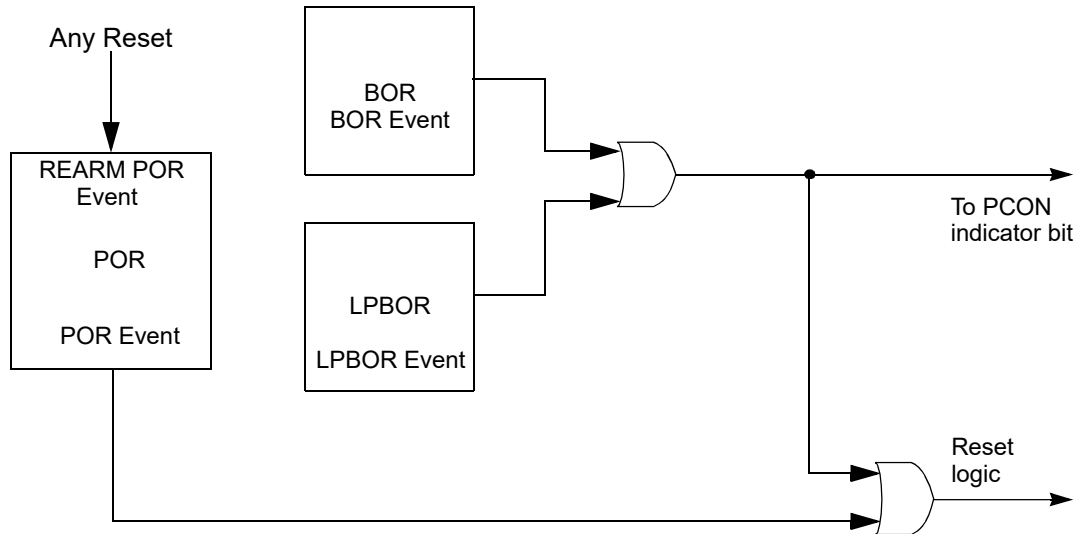 Any Reset
REARM POR
Event
POR
POR Event
BOR
BOR Event
LPBOR
LPBOR Event
To PCON
indicator bit
Reset
logic